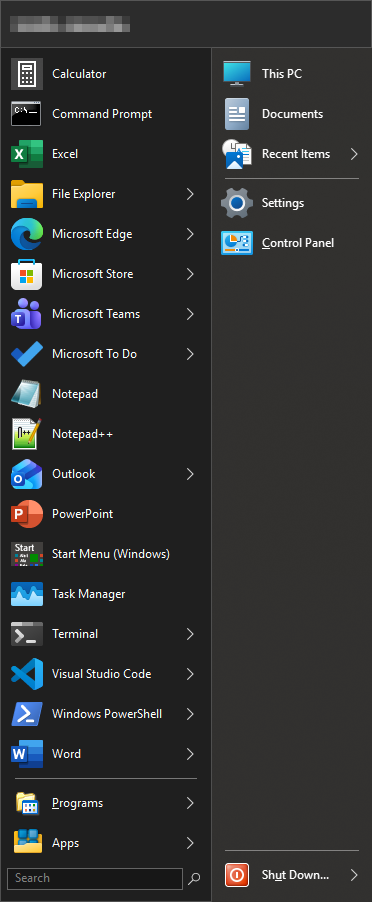 Calculator
Command Prompt
Excel
File Explorer
Microsoft Edge
Microsoft Store
Microsoft Teams
Microsoft To Do
Notepad
Notepad++
Outlook
PowerPoint
Start
Start Menu (Windows)
Task Manager
Terminal
Visual Studio Code
Windows PowerShell
Word
Programs
Apps
Search
This PC
Documents
Recent Items
Settings
Control Panel
Shut Down...